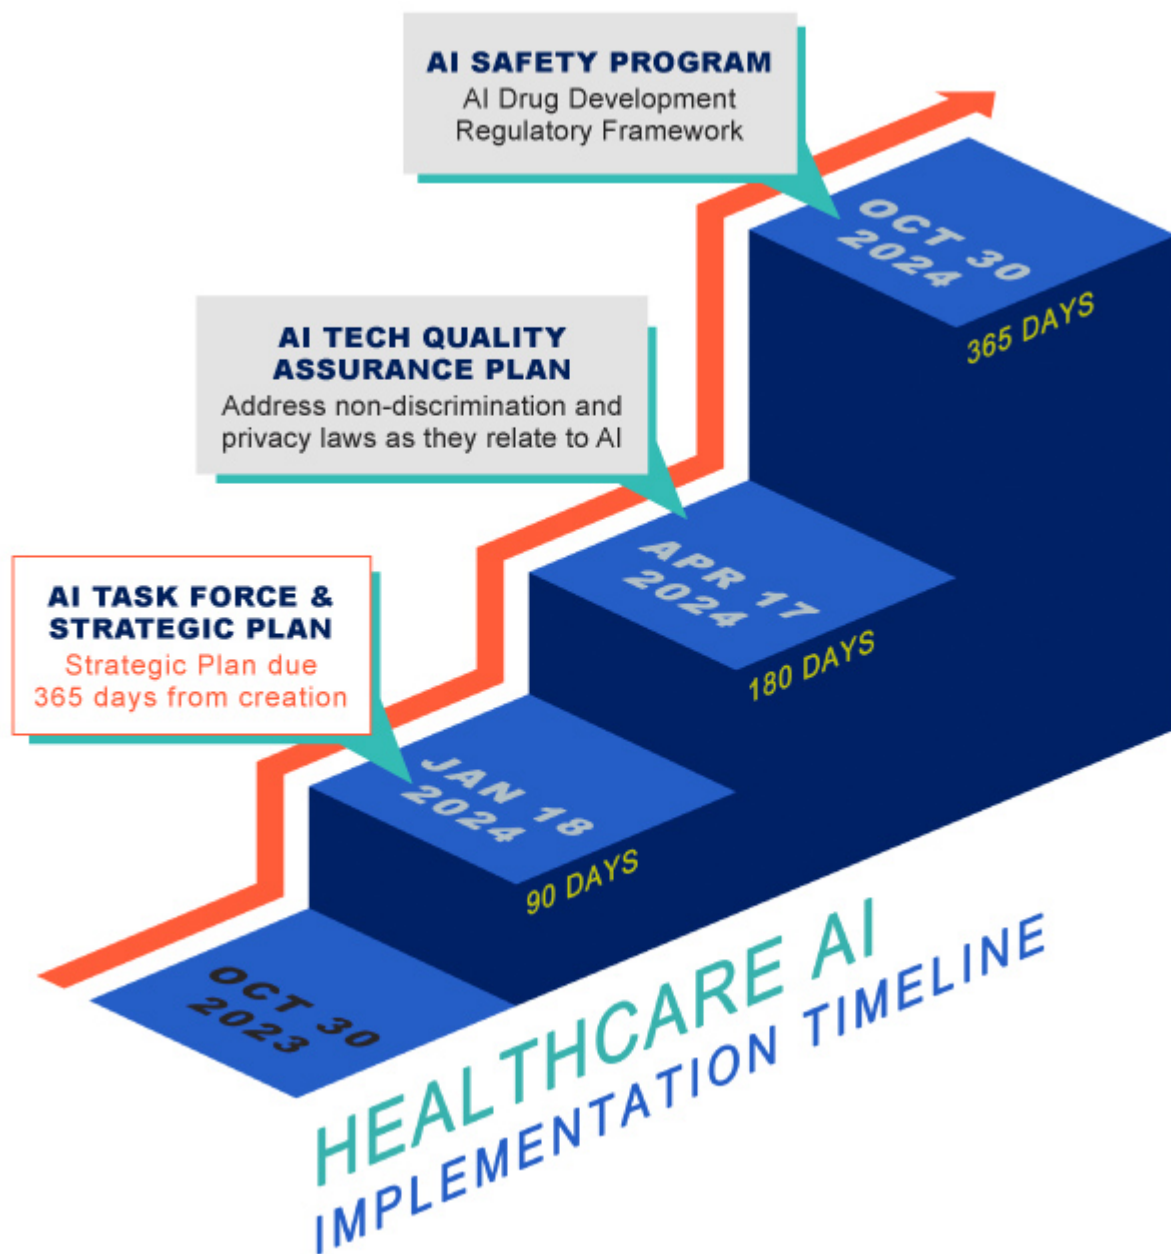 AI SAFETY PROGRAM
AI Drug Development
Regulatory Framework
OCT 30
2024
365 DAYS
AI TECH QUALITY
ASSURANCE PLAN
Address non-discrimination and
privacy laws as they relate to AI
APR 17
2024
180 DAYS
AI TASK FORCE &
STRATEGIC PLAN
Strategic Plan due
365 days from creation
JAN 18
2024
90 DAYS
OCT 30
2023
HEALTHCARE AI
IMPLEMENTATION TIMELINE